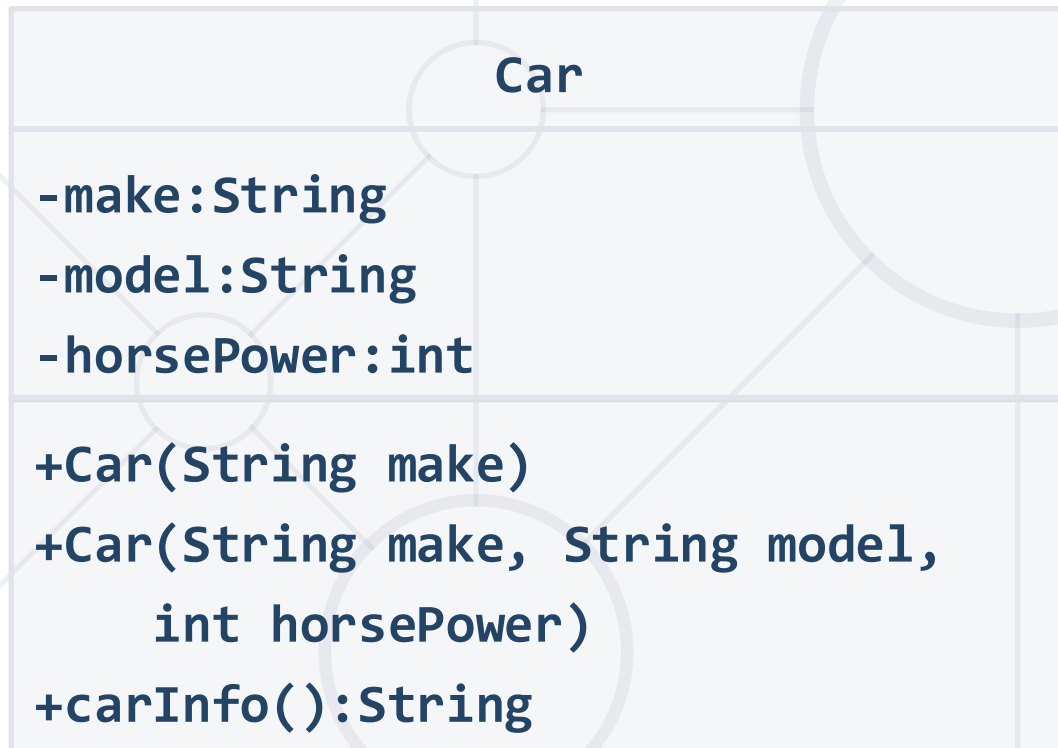 Car
-make:String
-model:String
-horsePower:int
+Car(String make)
+Car(String make, String model,
int horsePower)
+carInfo():String